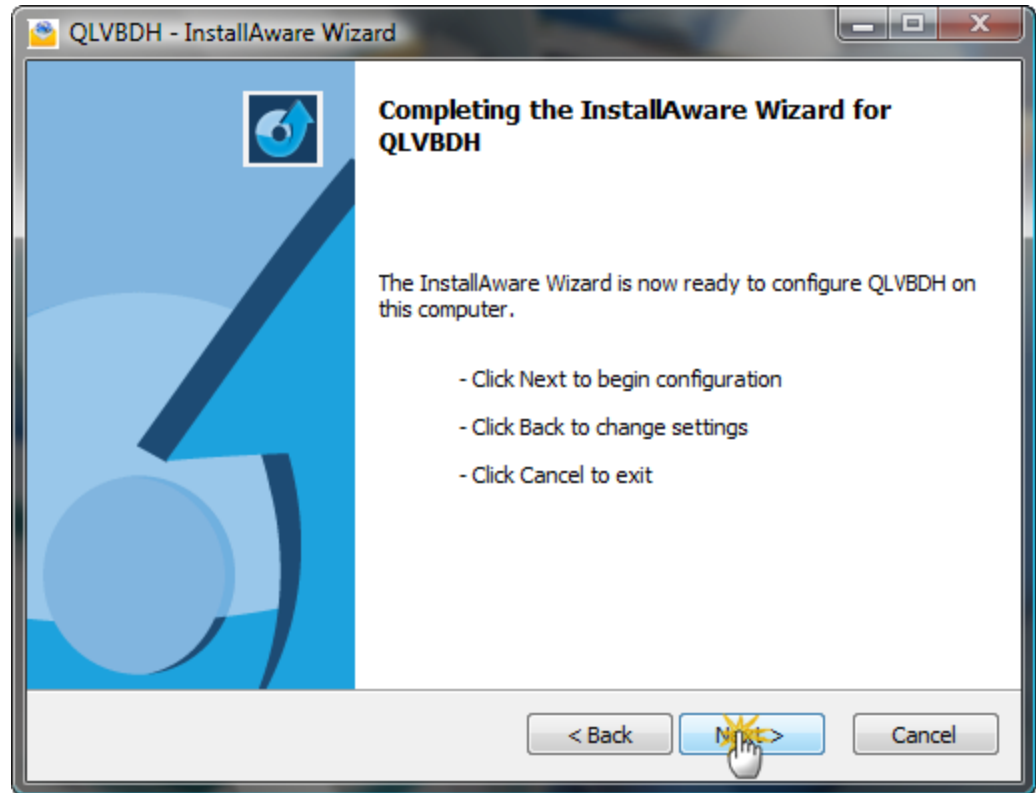 QLVBDH - InstallAware Wizard
Completing the InstallAware Wizard for
QLVBDH
The InstallAware Wizard is now ready to configure QLVBDH on
this computer.
- Click Next to begin configuration
- Click Back to change settings
- Click Cancel to exit
< Back
Next >
Cancel